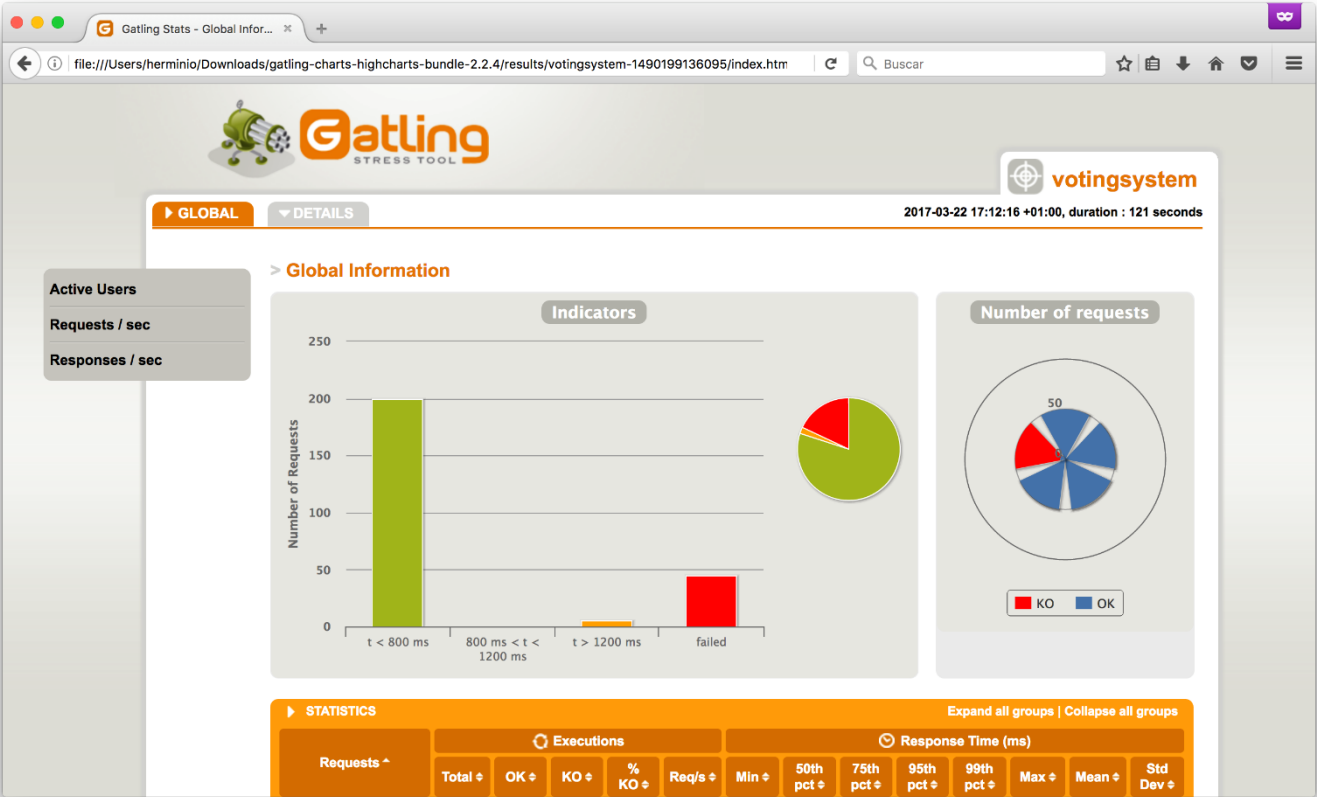 Gatling Stats - Global Infor...
file:///Users/herminio/Downloads/gatling-charts-highcharts-bundle-2.2.4/results/votingsystem-1490199136095/index.htm
Buscar
Gatling
STRESS TOOL
votingsystem
GLOBAL
DETAILS
2017-03-22 17:12:16 +01:00, duration : 121 seconds
Active Users
Requests / sec
Responses / sec
> Global Information
Indicators
Number of Requests
250
200
150
100
50
0
t < 800 ms
800 ms < t <
1200 ms
t > 1200 ms
failed
Number of requests
50
0
KO
OK
STATISTICS
Expand all groups | Collapse all groups
Requests
Executions
Response Time (ms)
Total
OK
KO
%
KO
Req/s
Min
50th
pct
75th
pct
95th
pct
99th
pct
Max
Mean
Std
Dev